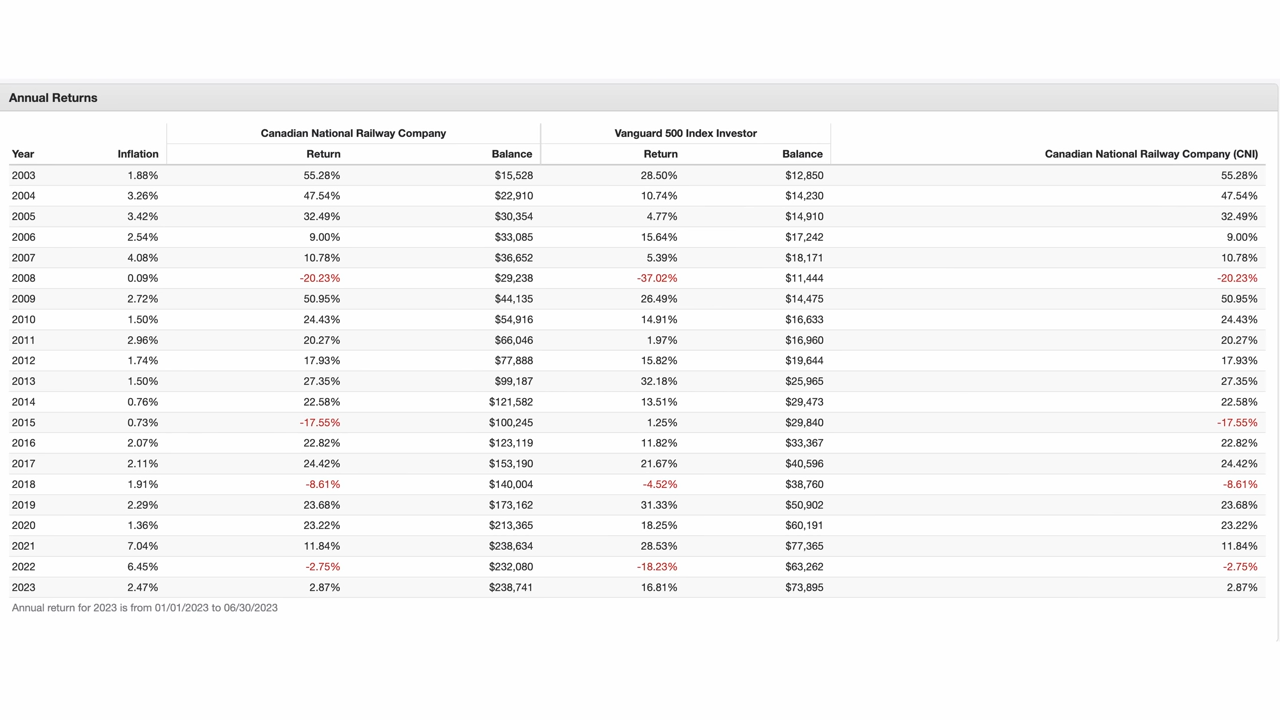 Annual Returns
Canadian National Railway Company Vanguard 500 Index Investor
Year Inflation Return Balance Return Balance Canadian National Railway Company (CNI)
2003 1.88% 55.28% $15,528 28.50% $12,850 55.28%
2004 3.26% 47.54% $22,910 10.74% $14,230 47.54%
2005 3.42% 32.49% $30,354 4.77% $14,910 32.49%
2006 2.54% 9.00% $33,085 15.64% $17,242 9.00%
2007 4.08% 10.78% $36,652 5.39% $18,171 10.78%
2008 0.09% -20.23% $29,238 -37.02% $11,444 -20.23%
2009 2.72% 50.95% $44,135 26.49% $14,475 50.95%
2010 1.50% 24.43% $54,916 14.91% $16,633 24.43%
2011 2.96% 20.27% $66,046 1.97% $16,960 20.27%
2012 1.74% 17.93% $77,888 15.82% $19,644 17.93%
2013 1.50% 27.35% $99,187 32.18% $25,965 27.35%
2014 0.76% 22.58% $121,582 13.51% $29,473 22.58%
2015 0.73% -17.55% $100,245 1.25% $29,840 -17.55%
2016 2.07% 22.82% $123,119 11.82% $33,367 22.82%
2017 2.11% 24.42% $153,190 21.67% $40,596 24.42%
2018 1.91% -8.61% $140,004 -4.52% $38,760 -8.61%
2019 2.29% 23.68% $173,162 31.33% $50,902 23.68%
2020 1.36% 23.22% $213,365 18.25% $60,191 23.22%
2021 7.04% 11.84% $238,634 28.53% $77,365 11.84%
2022 6.45% -2.75% $232,080 -18.23% $63,262 -2.75%
2023 2.47% 2.87% $238,741 16.81% $73,895 2.87%
Annual return for 2023 is from 01/01/2023 to 06/30/2023